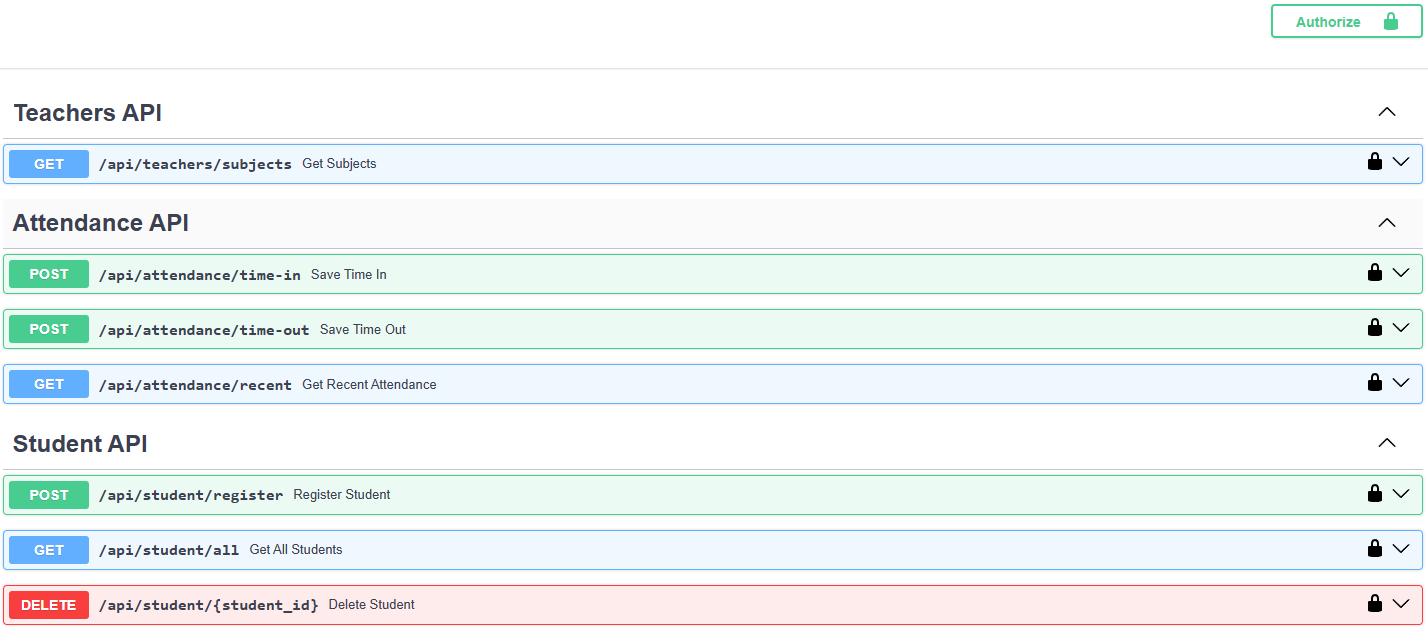 Authorize
Teachers API
GET /api/teachers/subjects Get Subjects
Attendance API
POST /api/attendance/time-in Save Time In
POST /api/attendance/time-out Save Time Out
GET /api/attendance/recent Get Recent Attendance
Student API
POST /api/student/register Register Student
GET /api/student/all Get All Students
DELETE /api/student/{student_id} Delete Student